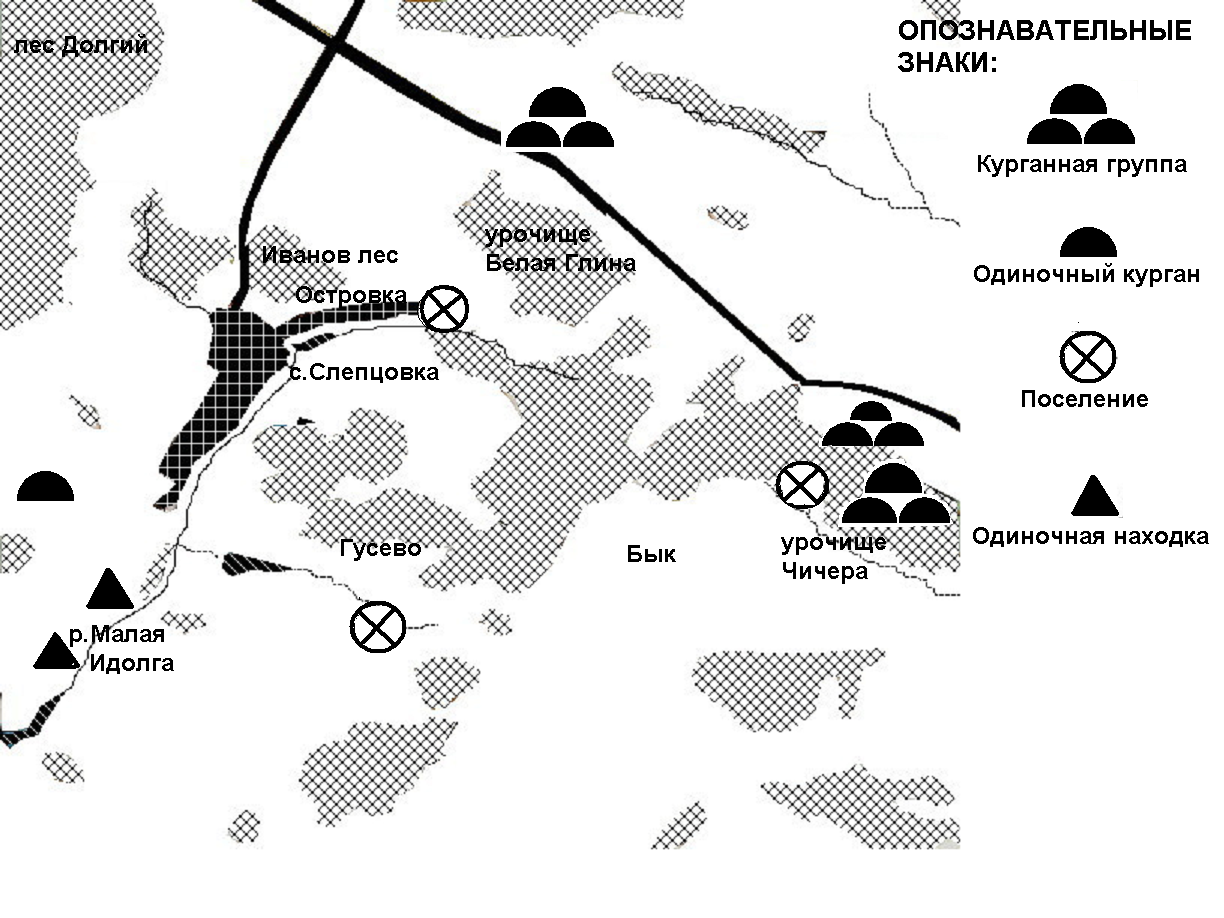 лес Долгий
урочище
Белая Глина
Иванов лес
Островка
с.Слепцовка
Гусево
Бык
урочище
Чичера
р.Малая
Идолга
ОПОЗНАВАТЕЛЬНЫЕ
ЗНАКИ:
Курганная группа
Одиночный курган
Поселение
Одиночная находка